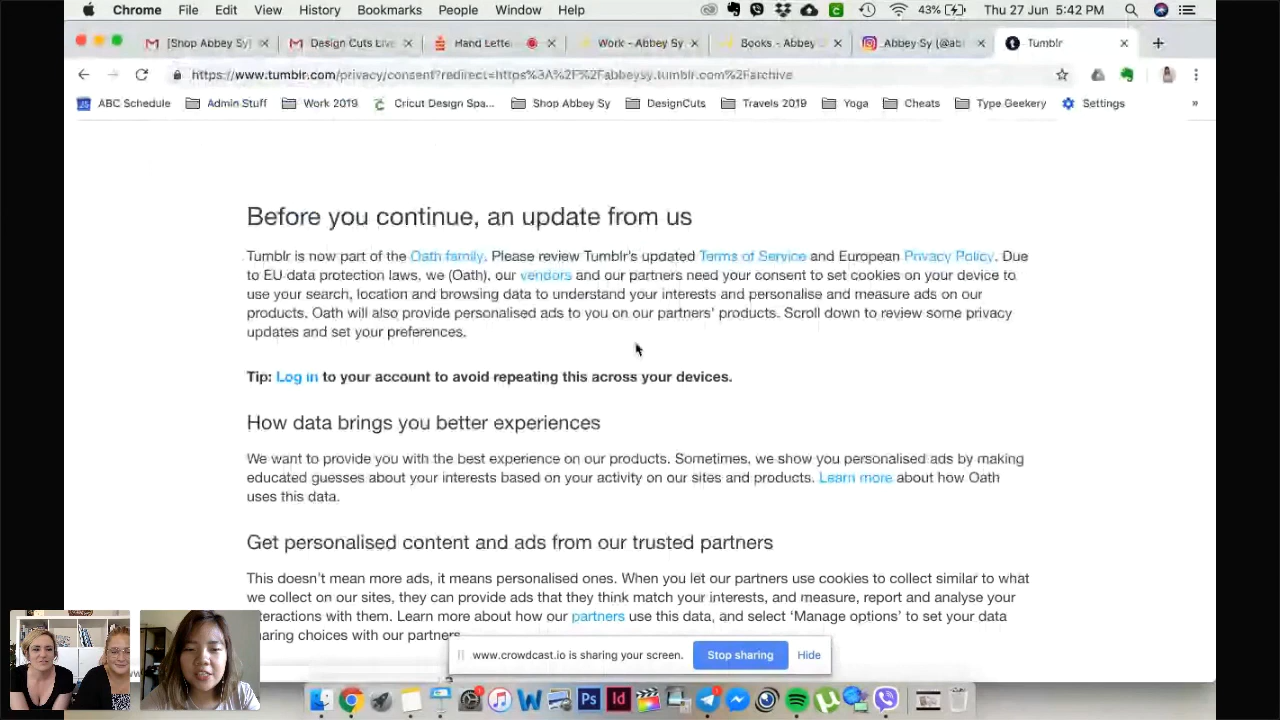 Chrome File Edit View History Bookmarks People Window Help 43% Thu 27 Jun 5:42 PM
[Shop Abbey Sy] Design Cuts Live Hand Lette Work - Abbey Sy Books - Abbey Abbey Sy (@ab Tumblr
https://www.tumblr.com/privacy/consent?redirect=https%3A%2F%2Fabbeysy.tumblr.com%2Farchive
ABC Schedule Admin Stuff Work 2019 Cricut Design Spa... Shop Abbey Sy DesignCuts Travels 2019 Yoga Cheats Type Geekery Settings »
Before you continue, an update from us
Tumblr is now part of the Oath family. Please review Tumblr's updated Terms of Service and European Privacy Policy. Due
to EU data protection laws, we (Oath), our vendors and our partners need your consent to set cookies on your device to
use your search, location and browsing data to understand your interests and personalise and measure ads on our
products. Oath will also provide personalised ads to you on our partners' products. Scroll down to review some privacy
updates and set your preferences.
Tip: Log in to your account to avoid repeating this across your devices.
How data brings you better experiences
We want to provide you with the best experience on our products. Sometimes, we show you personalised ads by making
educated guesses about your interests based on your activity on our sites and products. Learn more about how Oath
uses this data.
Get personalised content and ads from our trusted partners
This doesn't mean more ads, it means personalised ones. When you let our partners use cookies to collect similar to what
we collect on our sites, they can provide ads that they think match your interests, and measure, report and analyse your
interactions with them. Learn more about how our partners use this data, and select 'Manage options' to set your data
sharing choices with our partners.
www.crowdcast.io is sharing your screen. Stop sharing Hide
Ps Id